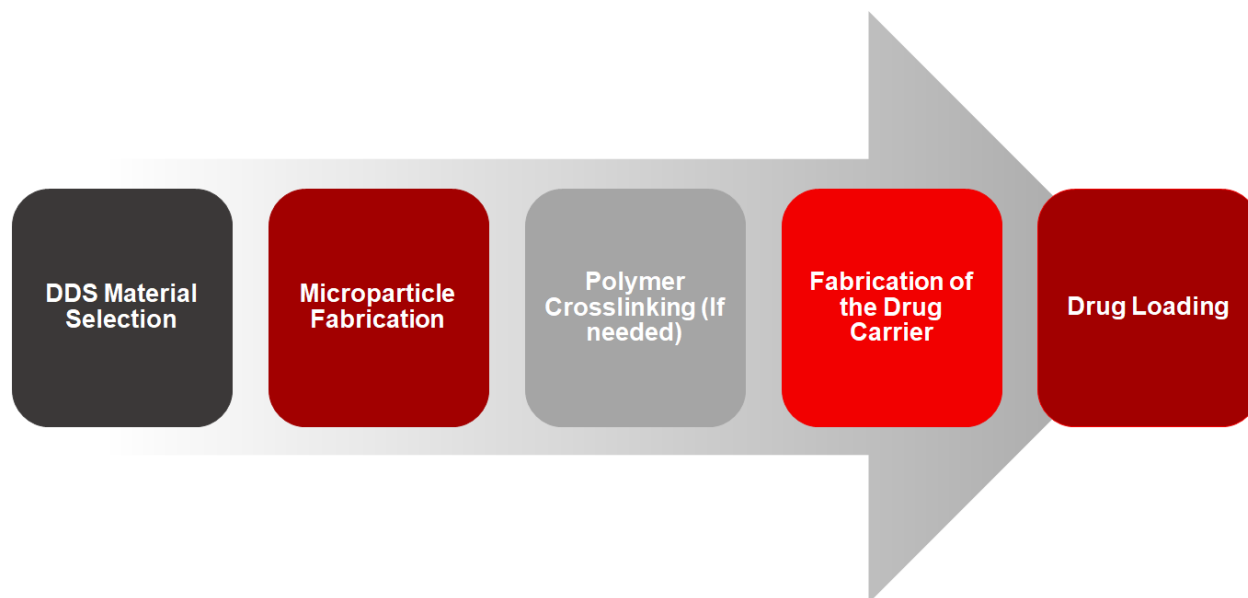 DDS Material
Selection
Microparticle
Fabrication
Polymer
Crosslinking (If
needed)
Fabrication of
the Drug
Carrier
Drug Loading